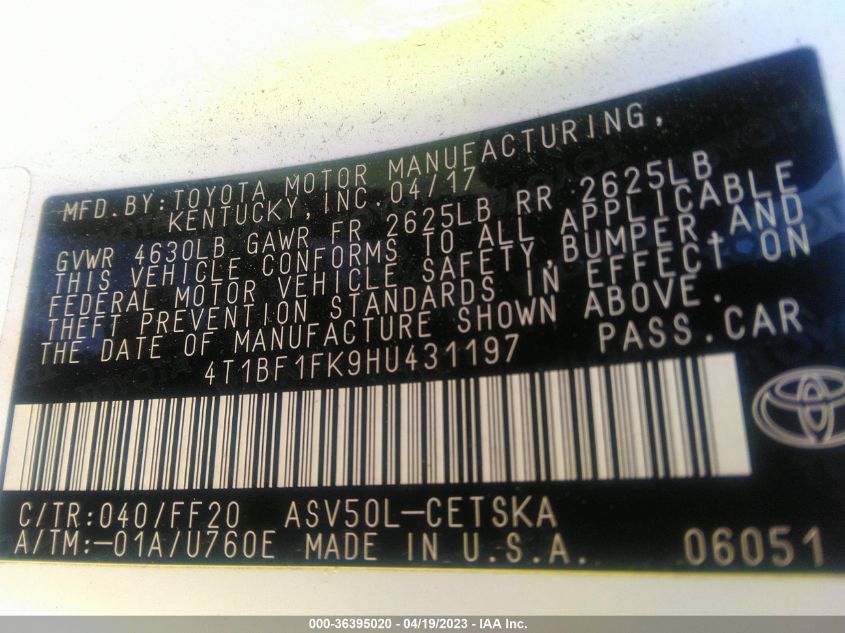 MFD.BY:TOYOTA MOTOR MANUFACTURING,
KENTUCKY, INC. 04/17
GVWR 4630LB GAWR FR 2625LB RR 2625LB
THIS VEHICLE CONFORMS TO ALL APPLICABLE
FEDERAL MOTOR VEHICLE SAFETY, BUMPER, AND
THEFT PREVENTION STANDARDS IN EFFECT ON
THE DATE OF MANUFACTURE SHOWN ABOVE.
4T1BF1FK9HU431197 PASS.CAR
C/TR:040/FF20 ASV50L-CETSKA
A/TM:-01A/U760E MADE IN U.S.A. 06051
000-36395020 - 04/19/2023 - IAA Inc.